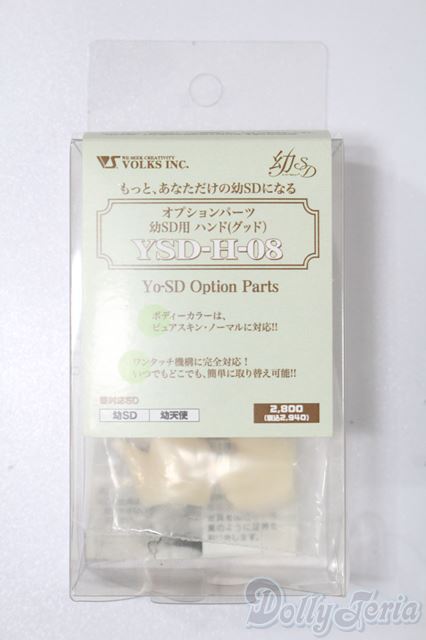 WE SEEK CREATIVITY
VS VOLKS INC.
幼SD
もっと、あなただけの幼SDになる
オプションパーツ
幼SD用 ハンド(グッド)
YSD-H-08
Yo-SD Option Parts
ボディーカラーは、
ピュアスキン・ノーマルに対応!!
ワンタッチ機構に完全対応!
いつでもどこでも、簡単に取り替え可能!!
幼SD 幼天使
2,800
(税込2,940)
DollyTeria